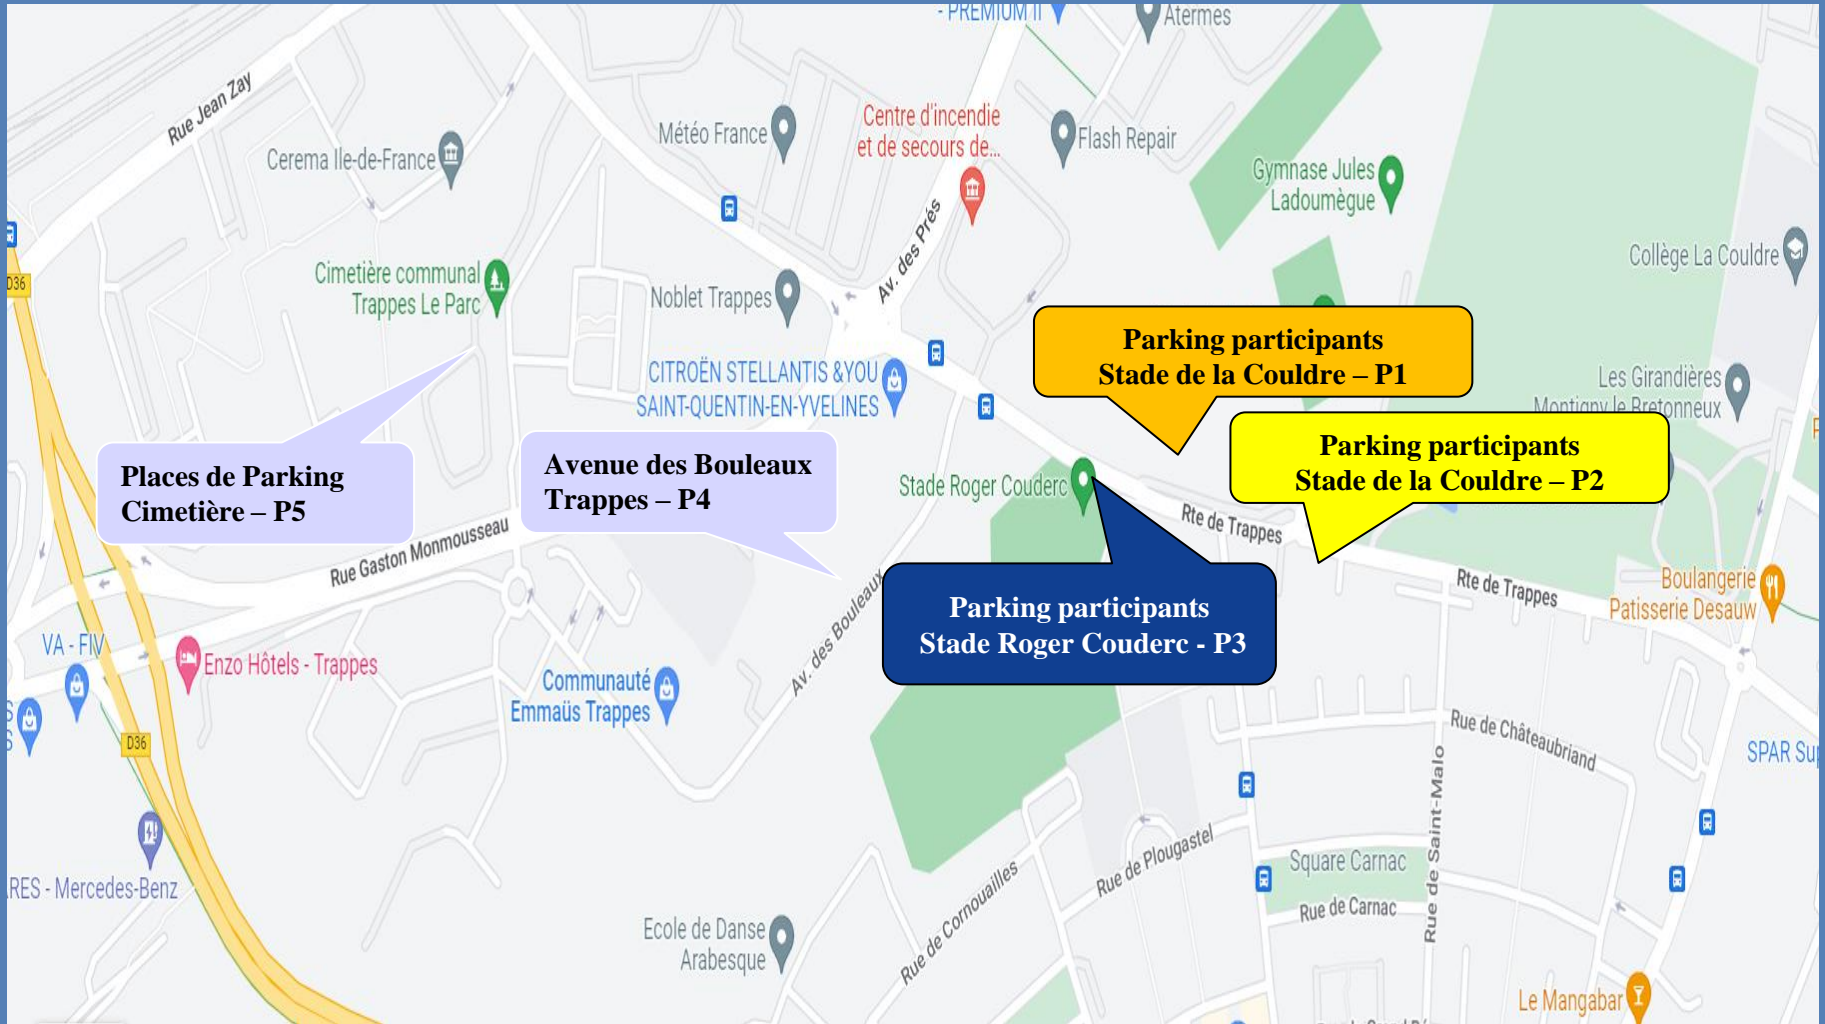 - PREMIUM II
Atermes
Rue Jean Zay
Météo France
Centre d'incendie
et de secours de...
Flash Repair
Cerema Ile-de-France
Gymnase Jules
Ladoumègue
Av. des Prés
Collège La Couldre
Cimetière communal
Trappes Le Parc
D36
Noblet Trappes
Parking participants
Stade de la Couldre – P1
CITROËN STELLANTIS &YOU
SAINT-QUENTIN-EN-YVELINES
Les Girandières
Montigny le Bretonneux
Places de Parking
Cimetière – P5
Avenue des Bouleaux
Trappes – P4
Parking participants
Stade de la Couldre – P2
Stade Roger Couderc
Rte de Trappes
Rue Gaston Monmousseau
Rte de Trappes
Boulangerie
Patisserie Desauw
Parking participants
Stade Roger Couderc - P3
Av. des Bouleaux
VA - FIV
Enzo Hôtels - Trappes
Communauté
Emmaüs Trappes
D36
Rue de Châteaubriand
SPAR Su
Rue de Saint-Malo
Rue de Plougastel
Square Carnac
RES - Mercedes-Benz
Rue de Carnac
Rue de Cornouailles
Ecole de Danse
Arabesque
Le Mangabar